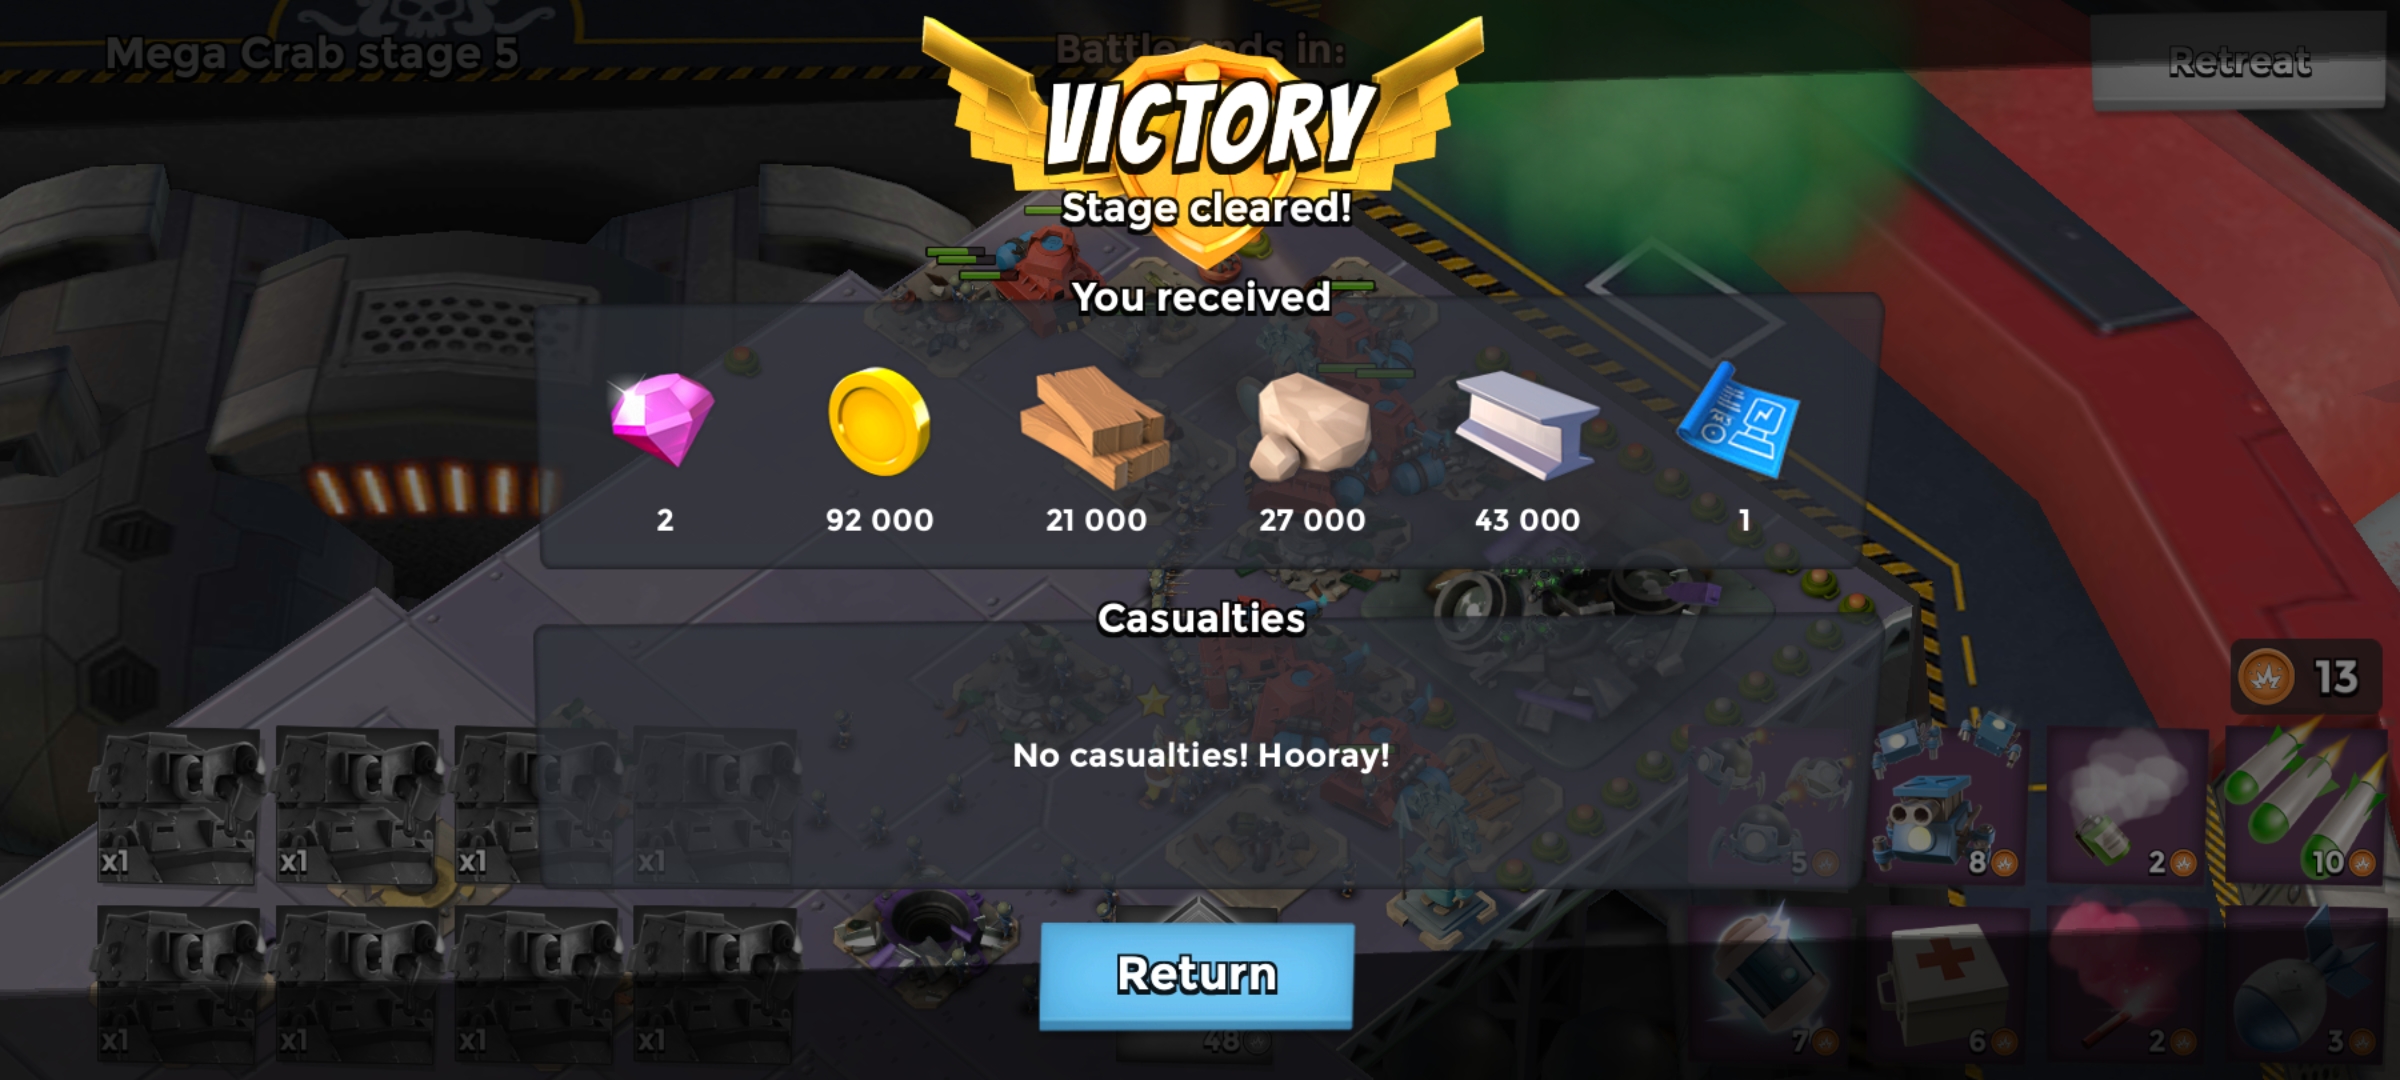 Mega Crab stage 5
Battle ends in:
Retreat
VICTORY
Stage cleared!
You received
2
92 000
21 000
27 000
43 000
1
Casualties
No casualties! Hooray!
13
x1
x1
x1
x1
5
8
2
10
Return
x1
x1
x1
x1
48
7
6
2
3